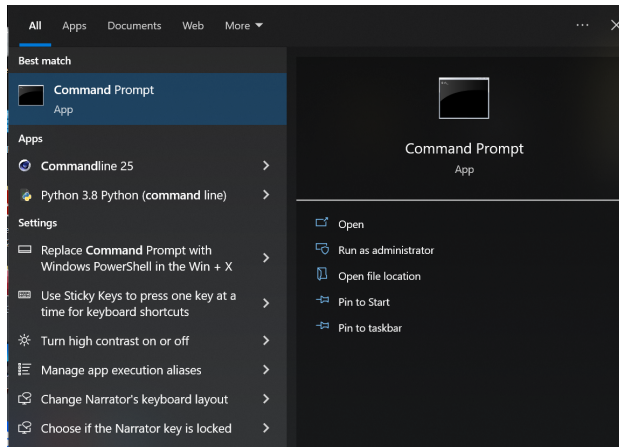 All Apps Documents Web More
Best match
Command Prompt
App
Apps
Commandline 25
Python 3.8 Python (command line)
Settings
Replace Command Prompt with
Windows PowerShell in the Win + X
Use Sticky Keys to press one key at a
time for keyboard shortcuts
Turn high contrast on or off
Manage app execution aliases
Change Narrator's keyboard layout
Choose if the Narrator key is locked
Command Prompt
App
Open
Run as administrator
Open file location
Pin to Start
Pin to taskbar